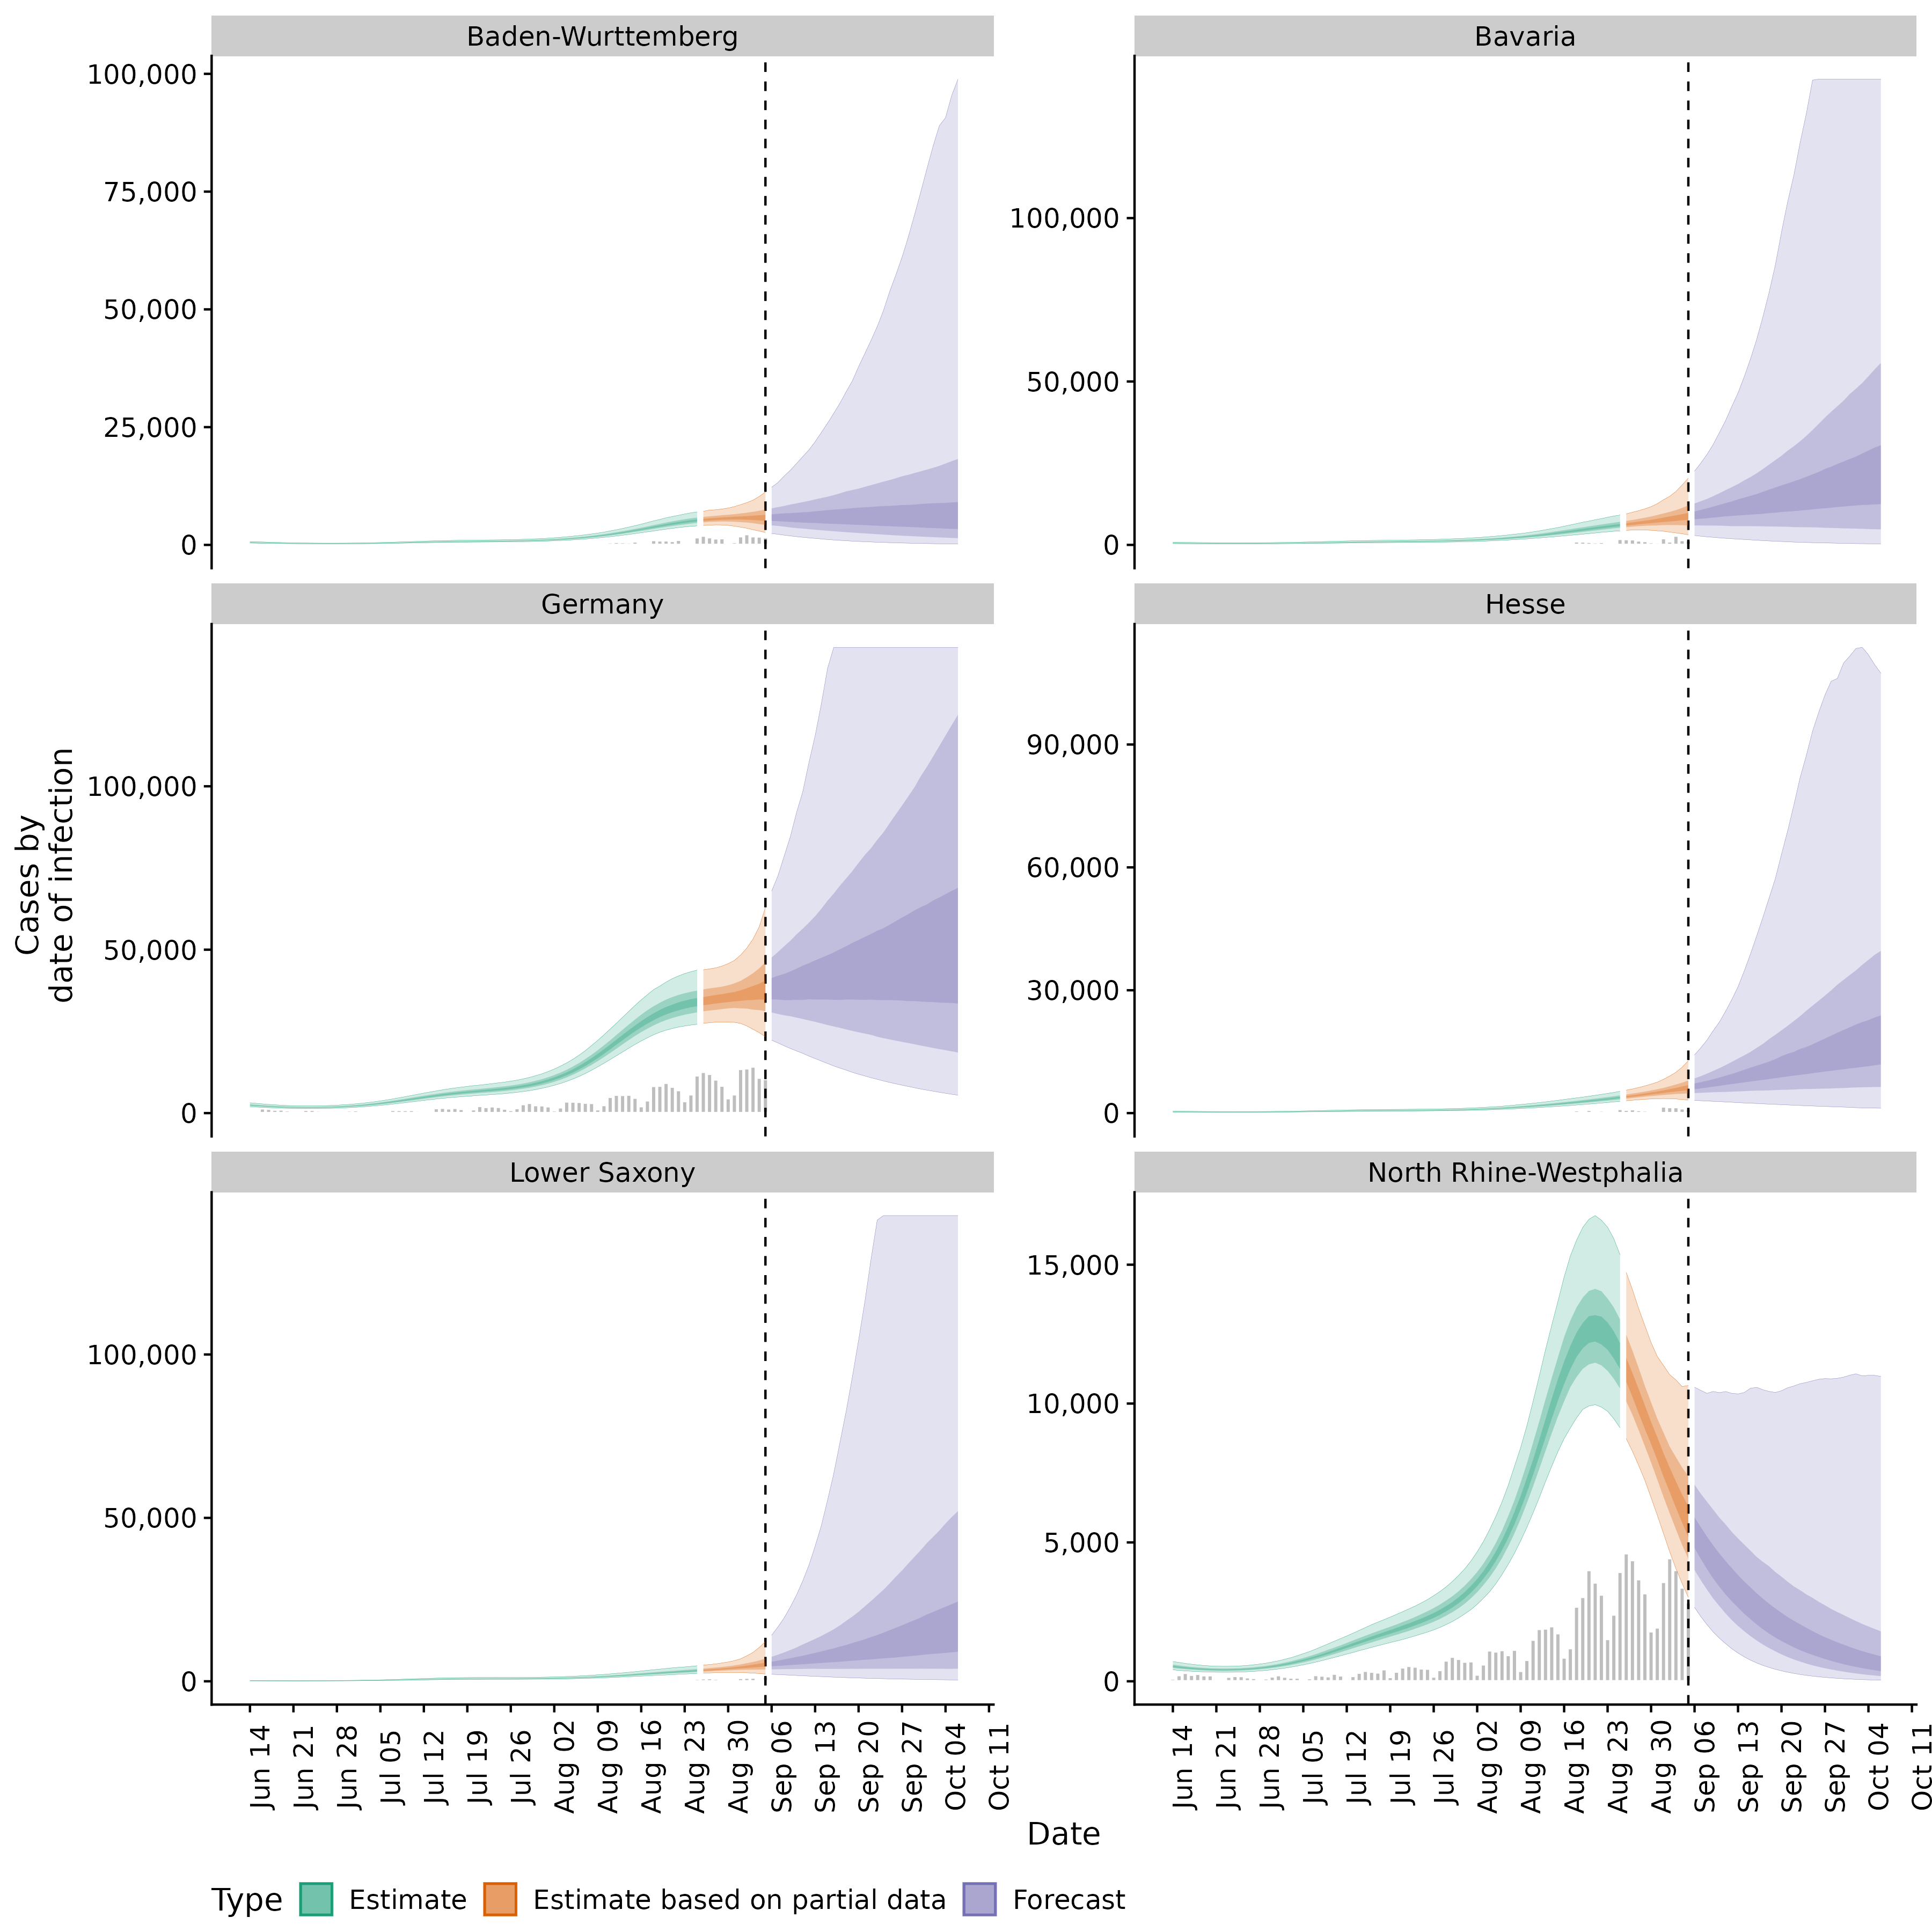 Baden-Wurttemberg
Bavaria
100,000
75,000
50,000
25,000
0
100,000
50,000
0
Germany
Hesse
100,000
50,000
0
90,000
60,000
30,000
0
Lower Saxony
North Rhine-Westphalia
100,000
50,000
0
15,000
10,000
5,000
0
Cases by
date of infection
Jun 14
Jun 21
Jun 28
Jul 05
Jul 12
Jul 19
Jul 26
Aug 02
Aug 09
Aug 16
Aug 23
Aug 30
Sep 06
Sep 13
Sep 20
Sep 27
Oct 04
Oct 11
Jun 14
Jun 21
Jun 28
Jul 05
Jul 12
Jul 19
Jul 26
Aug 02
Aug 09
Aug 16
Aug 23
Aug 30
Sep 06
Sep 13
Sep 20
Sep 27
Oct 04
Oct 11
Date
Type Estimate Estimate based on partial data Forecast